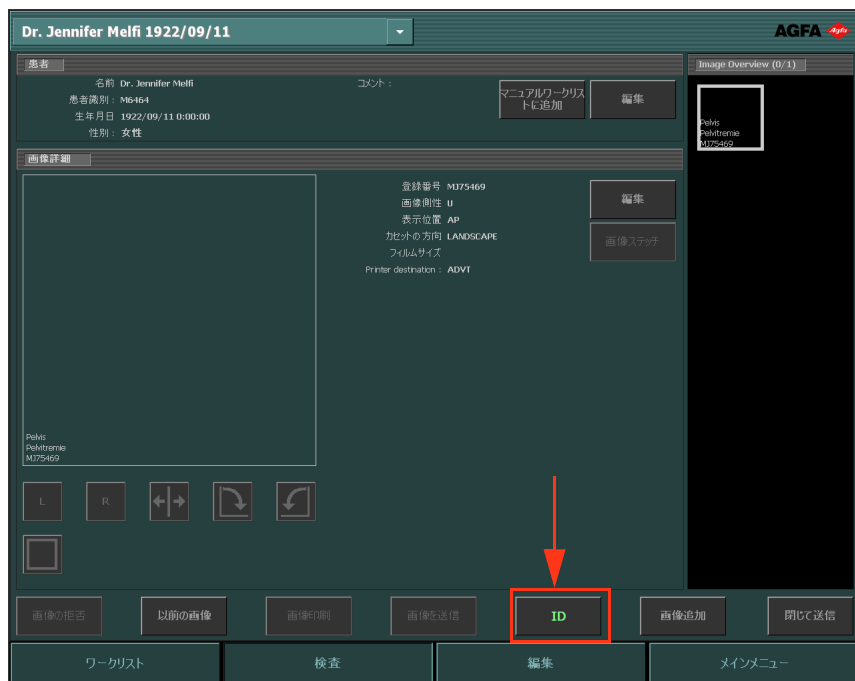 Dr. Jennifer Melfi 1922/09/11
AGFA
Agfa
患者
名前 Dr. Jennifer Melfi
患者識別： M6464
生年月日 1922/09/11 0:00:00
性別： 女性
コメント：
マニュアルワークリス
トに追加
編集
Image Overview (0/1)
Pelvis
Pelvitremie
MJ75469
画像詳細
登録番号 MJ75469
画像側性 U
表示位置 AP
カセットの方向 LANDSCAPE
フィルムサイズ
Printer destination : ADVT
編集
画像ステッチ
Pelvis
Pelvitremie
MJ75469
L
R
画像の拒否
以前の画像
画像印刷
画像を送信
ID
画像追加
閉じて送信
ワークリスト
検査
編集
メインメニュー